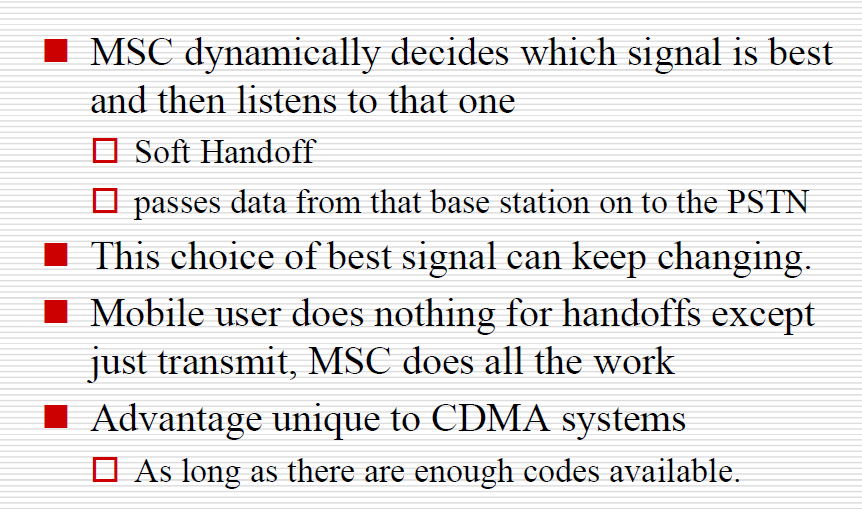 MSC dynamically decides which signal is best
and then listens to that one
Soft Handoff
passes data from that base station on to the PSTN
This choice of best signal can keep changing.
Mobile user does nothing for handoffs except
just transmit, MSC does all the work
Advantage unique to CDMA systems
As long as there are enough codes available.